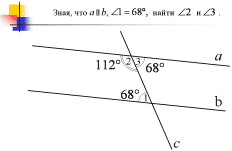 Зная, что a∥b, ∠1=68°, найти ∠2 и ∠3.
a
112° 2 3 68°
68° 1
b
c